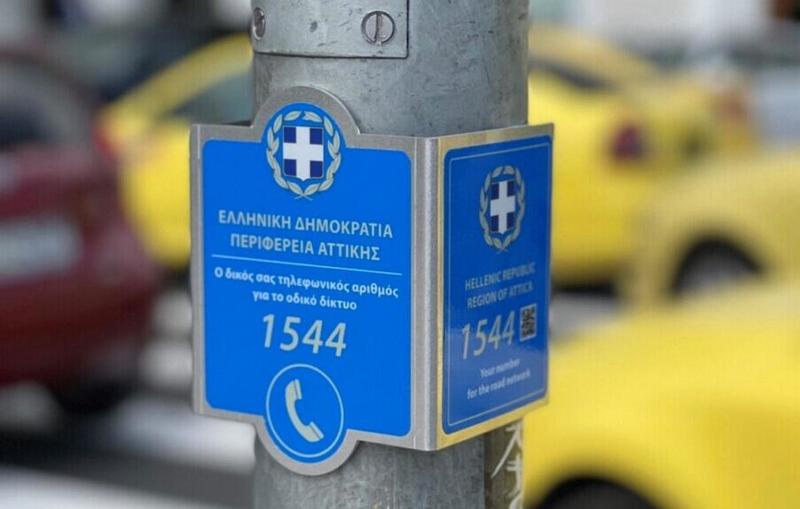 ΕΛΛΗΝΙΚΗ ΔΗΜΟΚΡΑΤΙΑ
ΠΕΡΙΦΕΡΕΙΑ ΑΤΤΙΚΗΣ
Ο δικός σας τηλεφωνικός αριθμός
για το οδικό δίκτυο
1544
HELLENIC REPUBLIC
REGION OF ATTICA
1544
Your number
for the road network